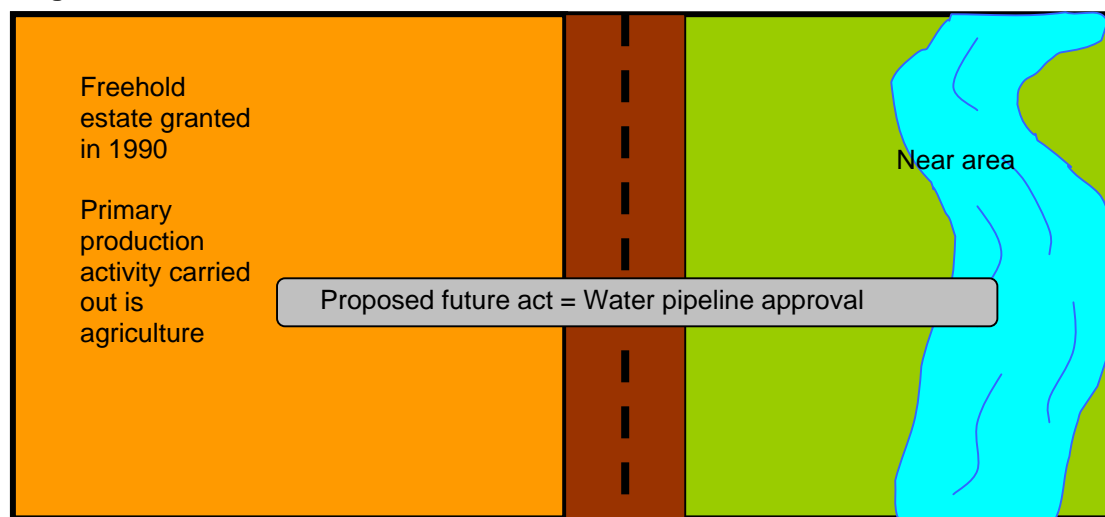 Freehold
estate granted
in 1990
Primary
production
activity carried
out is
agriculture
Near area
Proposed future act = Water pipeline approval